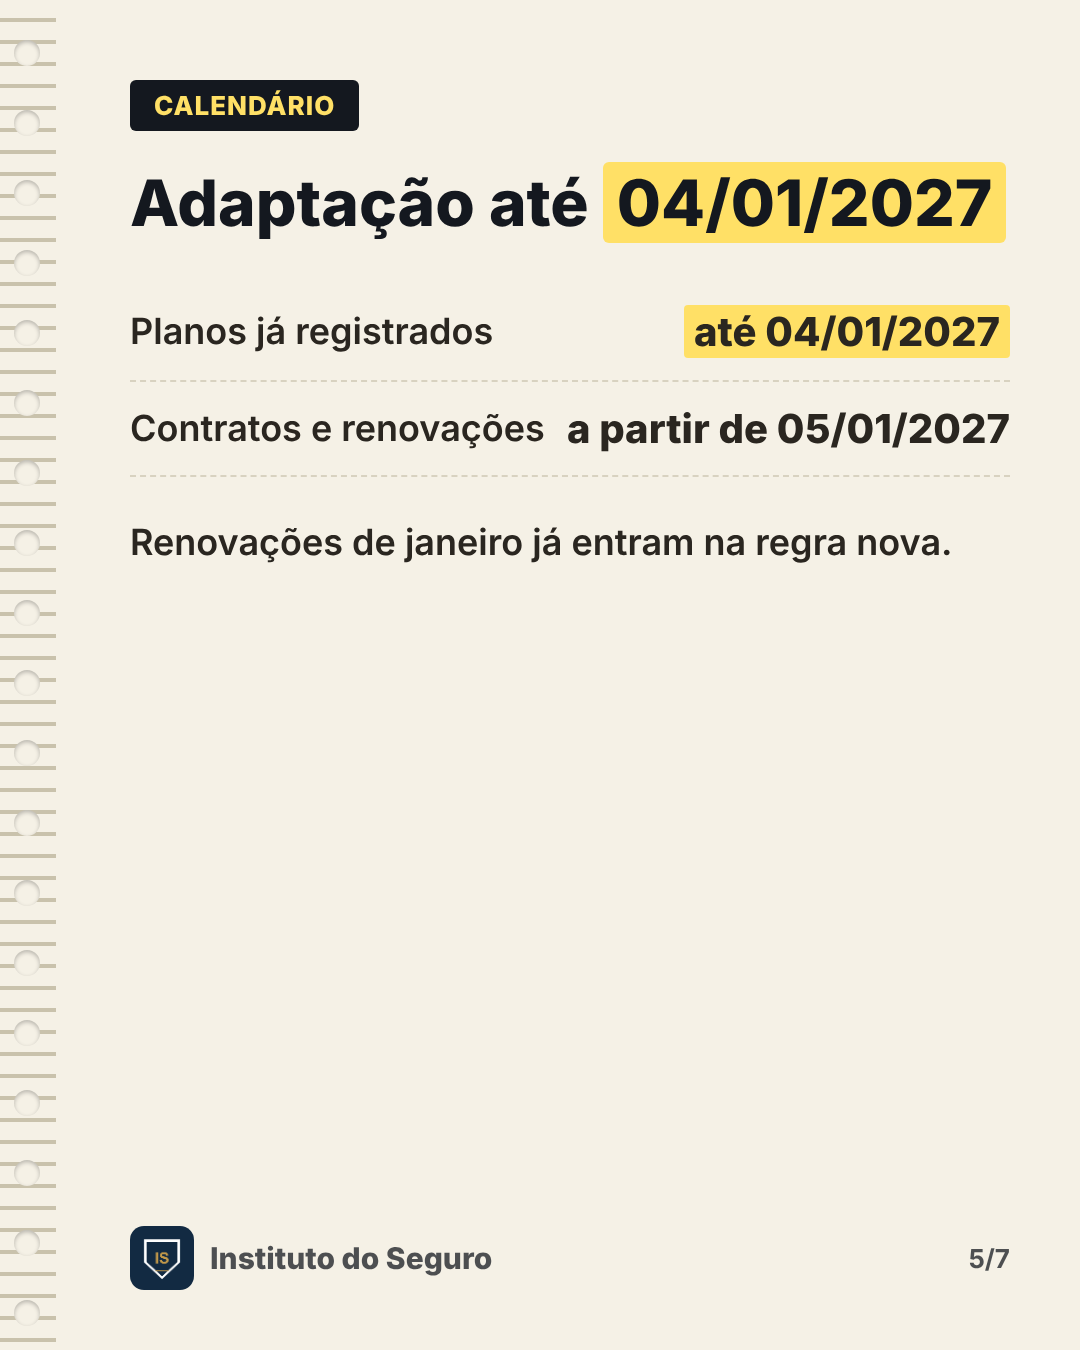 CALENDÁRIO
Adaptação até 04/01/2027
Planos já registrados até 04/01/2027
Contratos e renovações a partir de 05/01/2027
Renovações de janeiro já entram na regra nova.
IS
Instituto do Seguro
5/7